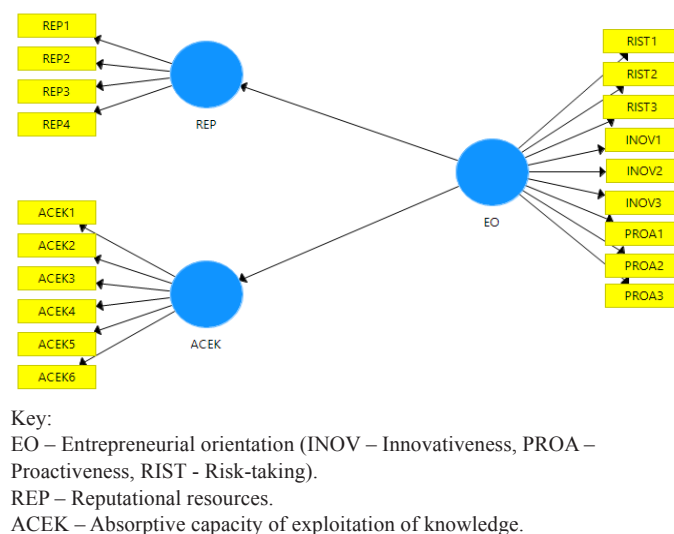 REP1
REP2
REP3
REP4
REP
RIST1
RIST2
RIST3
INOV1
INOV2
INOV3
PROA1
PROA2
PROA3
EO
ACEK1
ACEK2
ACEK3
ACEK4
ACEK5
ACEK6
ACEK
Key:
EO – Entrepreneurial orientation (INOV – Innovativeness, PROA –
Proactiveness, RIST - Risk-taking).
REP – Reputational resources.
ACEK – Absorptive capacity of exploitation of knowledge.